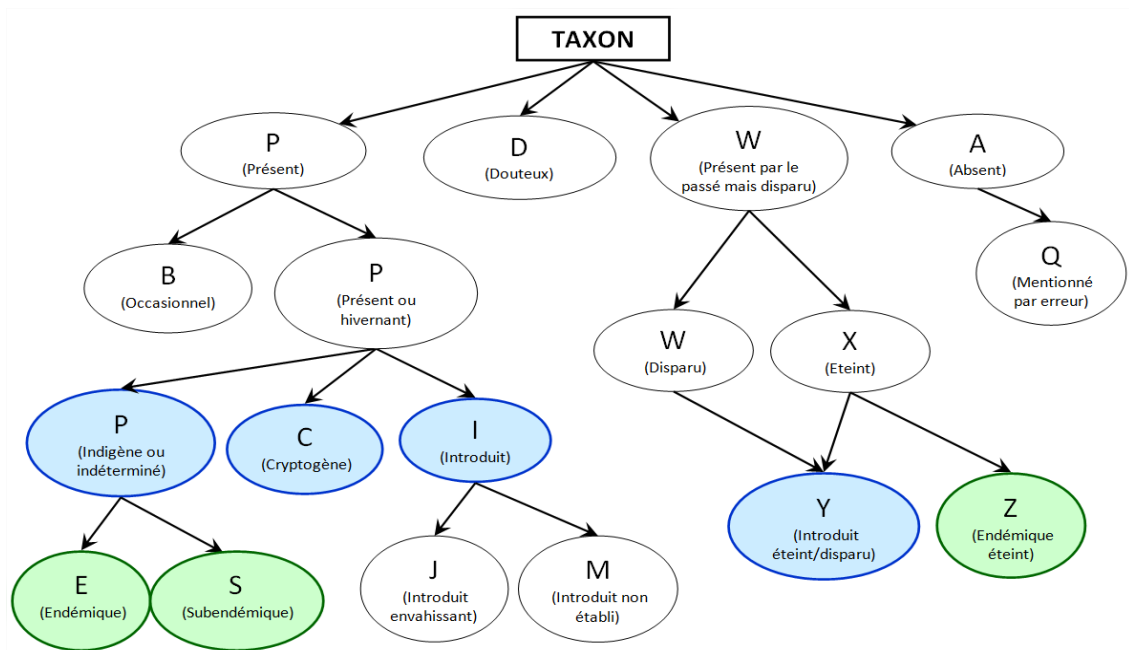 TAXON
P
(Présent)
D
(Douteux)
W
(Présent par le
passé mais disparu)
A
(Absent)
B
(Occasionnel)
P
(Présent ou
hivernant)
Q
(Mentionné
par erreur)
W
(Disparu)
X
(Eteint)
P
(Indigène ou
indéterminé)
C
(Cryptogène)
I
(Introduit)
Y
(Introduit
éteint/disparu)
Z
(Endémique
éteint)
E
(Endémique)
S
(Subendémique)
J
(Introduit
envahissant)
M
(Introduit non
établi)